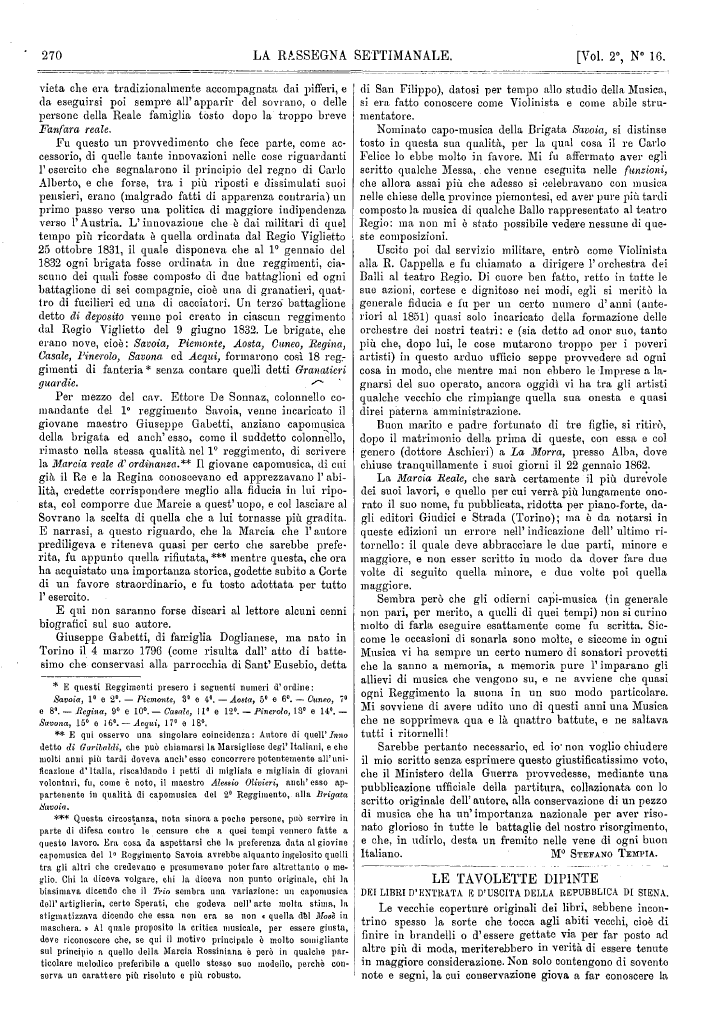 270
LA RASSEGNA SETTIMANALE.
[Vol. 2°, N° 16.
vieta che era tradizionalmente accompagnata dai pifferi, e
da eseguirsi poi sempre all'apparir del sovrano, o delle
persone della Reale famiglia tosto dopo la troppo breve
Fanfara reale.
Fu questo un provvedimento che fece parte, come ac-
cessorio, di quelle tante innovazioni nelle cose riguardanti
l'esercito che segnalarono il principio del regno di Carlo
Alberto, e che forse, tra i più riposti e dissimulati suoi
pensieri, erano (malgrado fatti di apparenza contraria) un
primo passo verso una politica di maggiore indipendenza
verso l'Austria. L'innovazione che è dai militari di quel
tempo più ricordata è quella ordinata dal Regio Viglietto
25 ottobre 1831, il quale disponeva che al 1° gennaio del
1832 ogni brigata fosse ordinata in due reggimenti, cia-
scuno dei quali fosse composto di due battaglioni ed ogni
battaglione di sei compagnie, cioè una di granatieri, quat-
tro di fucilieri ed una di cacciatori. Un terzo battaglione
detto di deposito venne poi creato in ciascun reggimento
dal Regio Viglietto del 9 giugno 1832. Le brigate, che
erano nove, cioè: Savoia, Piemonte, Aosta, Cuneo, Regina,
Casale, Pinerolo, Savona ed Acqui, formarono così 18 reg-
gimenti di fanteria * senza contare quelli detti Granatieri
guardie.
Per mezzo del cav. Ettore De Sonnaz, colonnello co-
mandante del 1° reggimento Savoia, venne incaricato il
giovane maestro Giuseppe Gabetti, anziano capomusica
della brigata ed anch'esso, come il suddetto colonnello,
rimasto nella stessa qualità nel 1° reggimento, di scrivere
la Marcia reale d'ordinanza.** Il giovane capomusica, di cui
già il Re e la Regina conoscevano ed apprezzavano l'abi-
lità, credette corrispondere meglio alla fiducia in lui ripo-
sta, col comporre due Marcie a quest'uopo, e col lasciare al
Sovrano la scelta di quella che a lui tornasse più gradita.
E narrasi, a questo riguardo, che la Marcia che l'autore
prediligeva e riteneva quasi per certo che sarebbe prefe-
rita, fu appunto quella rifiutata, *** mentre questa, che ora
ha acquistato una importanza storica, godette subito a Corte
di un favore straordinario, e fu tosto adottata per tutto
l'esercito.
E qui non saranno forse discari al lettore alcuni cenni
biografici sul suo autore.
Giuseppe Gabetti, di famiglia Doglianese, ma nato in
Torino il 4 marzo 1796 (come risulta dall'atto di batte-
simo che conservasi alla parrocchia di Sant'Eusebio, detta
* E questi Reggimenti presero i seguenti numeri d'ordine:
Savoia, 1° e 2°. — Piemonte, 3° e 4°. — Aosta, 5° e 6°. — Cuneo, 7°
e 8°. — Regina, 9° e 10°. — Casale, 11° e 12°. — Pinerolo, 13° e 14°. —
Savona, 15° e 16°. — Acqui, 17° e 18°.
** E qui osservo una singolare coincidenza: Autore di quell'Inno
detto di Garibaldi, che può chiamarsi la Marsigliese degl'Italiani, e che
molti anni più tardi doveva anch'esso concorrere potentemente all'uni-
ficazione d'Italia, riscaldando i petti di migliaia e migliaia di giovani
volontari, fu, come è noto, il maestro Alessio Olivieri, anch'esso ap-
partenente in qualità di capomusica del 2° Reggimento, alla Brigata
Savoia.
*** Questa circostanza, nota sinora a poche persone, può servire in
parte di difesa contro le censure che a quei tempi vennero fatte a
questo lavoro. Era cosa da aspettarsi che la preferenza data al giovine
capomusica del 1° Reggimento Savoia avrebbe alquanto ingelosito quelli
tra gli altri che credevano e presumevano poter fare altrettanto o me-
glio. Chi la diceva volgare, chi la diceva non punto originale, chi la
biasimava dicendo che il Trio sembra una variazione: un capomusica
dell'artiglieria, certo Sperati, che godeva nell'arte molta stima, la
stigmatizzava dicendo che essa non era se non « quella del Mosè in
maschera. » Al quale proposito la critica musicale, per essere giusta,
deve riconoscere che, se qui il motivo principale è molto somigliante
sul principio a quello della Marcia Rossiniana è però in qualche par-
ticolare melodico preferibile a quello stesso suo modello, perchè con-
serva un carattere più risoluto e più robusto.
di San Filippo), datosi per tempo allo studio della Musica,
si era fatto conoscere come Violinista e come abile stru-
mentatore.
Nominato capo-musica della Brigata Savoia, si distinse
tosto in questa sua qualità, per la qual cosa il re Carlo
Felice lo ebbe molto in favore. Mi fu affermato aver egli
scritto qualche Messa, che venne eseguita nelle funzioni,
che allora assai più che adesso si celebravano con musica
nelle chiese delle province piemontesi, ed aver pure più tardi
composto la musica di qualche Ballo rappresentato al teatro
Regio: ma non mi è stato possibile vedere nessune di que-
ste composizioni.
Uscito poi dal servizio militare, entrò come Violinista
alla R. Cappella e fu chiamato a dirigere l'orchestra dei
Balli al teatro Regio. Di cuore ben fatto, retto in tutte le
sue azioni, cortese e dignitoso nei modi, egli si meritò la
generale fiducia e fu per un certo numero d'anni (ante-
riori al 1851) quasi solo incaricato della formazione delle
orchestre dei nostri teatri: e (sia detto ad onor suo, tanto
più che, dopo lui, le cose mutarono troppo per i poveri
artisti) in questo arduo ufficio seppe provvedere ad ogni
cosa in modo, che mentre mai non ebbero le Imprese a la-
gnarsi del suo operato, ancora oggidì vi ha tra gli artisti
qualche vecchio che rimpiange quella sua onesta e quasi
direi paterna amministrazione.
Buon marito e padre fortunato di tre figlie, si ritirò,
dopo il matrimonio della prima di queste, con essa e col
genero (dottore Aschieri) a La Morra, presso Alba, dove
chiuse tranquillamente i suoi giorni il 22 gennaio 1862.
La Marcia Reale, che sarà certamente il più durevole
dei suoi lavori, e quello per cui verrà più lungamente ono-
rato il suo nome, fu pubblicata, ridotta per piano-forte, da-
gli editori Giudici e Strada (Torino); ma è da notarsi in
queste edizioni un errore nell'indicazione dell'ultimo ri-
tornello: il quale deve abbracciare le due parti, minore e
maggiore, e non esser scritto in modo da dover fare due
volte di seguito quella minore, e due volte poi quella
maggiore.
Sembra però che gli odierni capi-musica (in generale
non pari, per merito, a quelli di quei tempi) non si curino
molto di farla eseguire esattamente come fu scritta. Sic-
come le occasioni di sonarla sono molte, e siccome in ogni
Musica vi ha sempre un certo numero di sonatori provetti
che la sanno a memoria, a memoria pure l'imparano gli
allievi di musica che vengono su, e ne avviene che quasi
ogni Reggimento la suona in un suo modo particolare.
Mi sovviene di avere udito uno di questi anni una Musica
che ne sopprimeva qua e là quattro battute, e ne saltava
tutti i ritornelli!
Sarebbe pertanto necessario, ed io non voglio chiudere
il mio scritto senza esprimere questo giustificatissimo voto,
che il Ministero della Guerra provvedesse, mediante una
pubblicazione ufficiale della partitura, collazionata con lo
scritto originale dell'autore, alla conservazione di un pezzo
di musica che ha un'importanza nazionale per aver riso-
nato glorioso in tutte le battaglie del nostro risorgimento,
e che, in udirlo, desta un fremito nelle vene di ogni buon
Italiano. M° STEFANO TEMPIA.
LE TAVOLETTE DIPINTE
DEI LIBRI D'ENTRATA E D'USCITA DELLA REPUBBLICA DI SIENA.
Le vecchie coperture originali dei libri, sebbene incon-
trino spesso la sorte che tocca agli abiti vecchi, cioè di
finire in brandelli o d'essere gettate via per far posto ad
altre più di moda, meriterebbero in verità di essere tenute
in maggiore considerazione. Non solo contengono di sovente
note e segni, la cui conservazione giova a far conoscere la